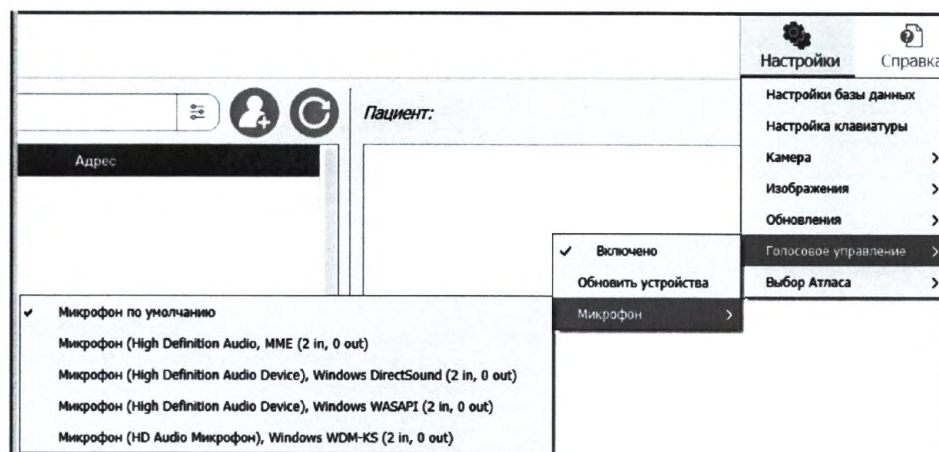 Настройки
Справка
Пациент:
Адрес
Настройки базы данных
Настройка клавиатуры
Камера
Изображения
Обновления
Голосовое управление
Выбор Атласа
Включено
Обновить устройства
Микрофон
Микрофон по умолчанию
Микрофон (High Definition Audio, MME (2 in, 0 out)
Микрофон (High Definition Audio Device), Windows DirectSound (2 in, 0 out)
Микрофон (High Definition Audio Device), Windows WASAPI (2 in, 0 out)
Микрофон (HD Audio Микрофон), Windows WDM-KS (2 in, 0 out)